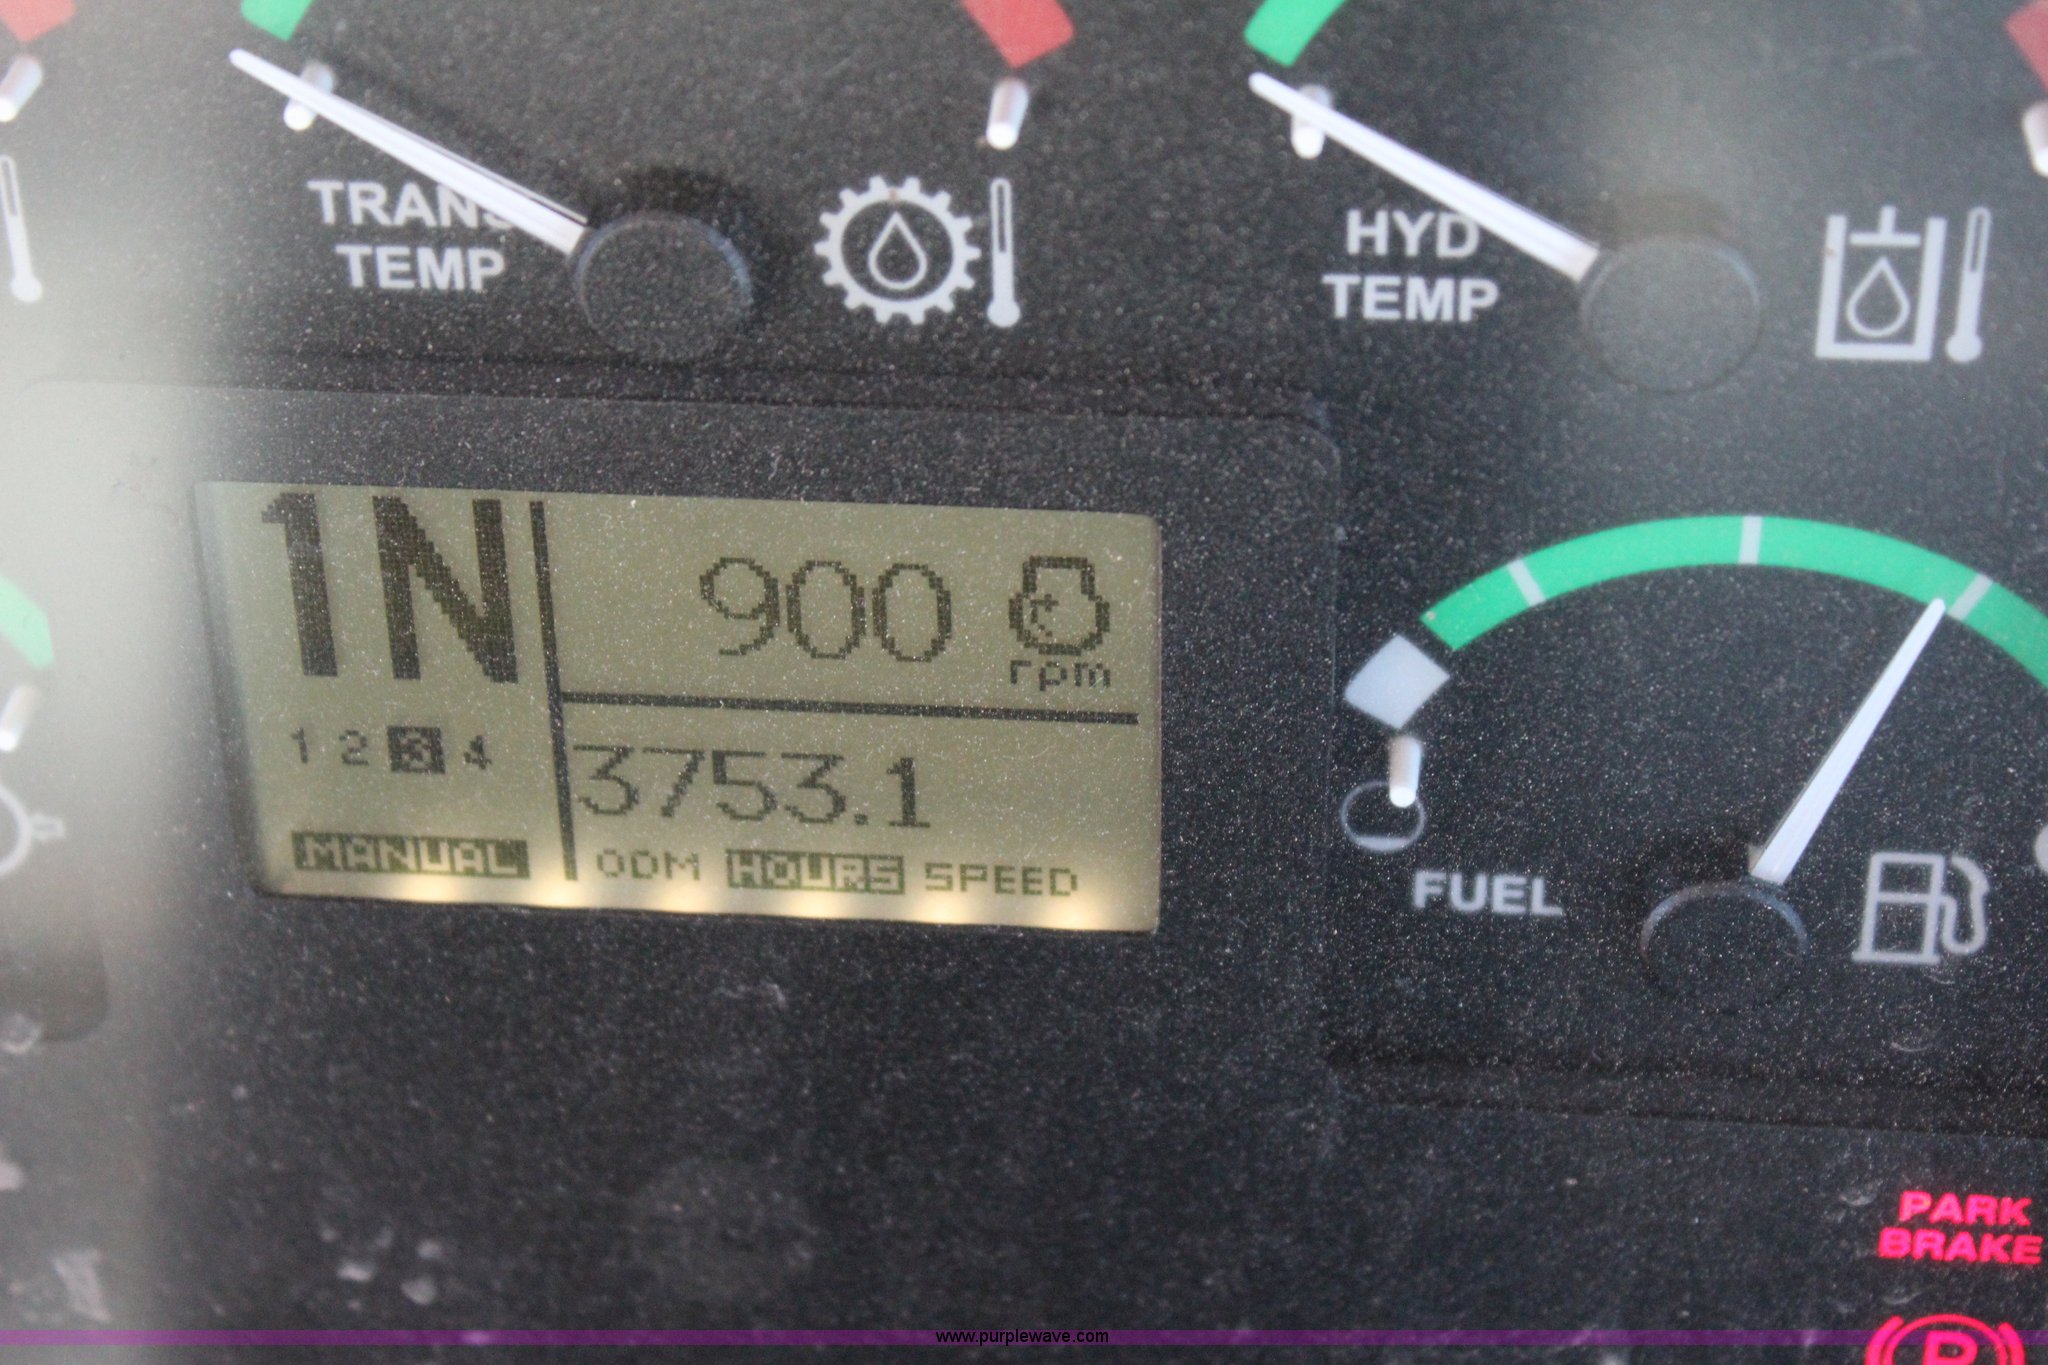 TRANS
TEMP
HYD
TEMP
1N
900
rpm
1 2 3 4
3753.1
MANUAL
ODM HOURS SPEED
FUEL
PARK
BRAKE
P
www.purplewave.com